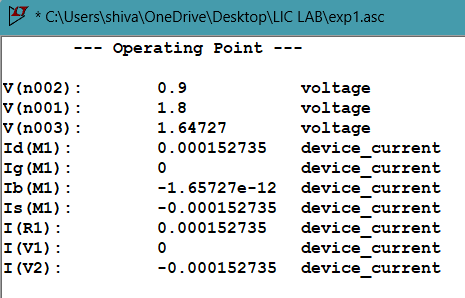 * C:\Users\shiva\OneDrive\Desktop\LIC LAB\exp1.asc
--- Operating Point ---
V(n002): 0.9 voltage
V(n001): 1.8 voltage
V(n003): 1.64727 voltage
Id(M1): 0.000152735 device_current
Ig(M1): 0 device_current
Ib(M1): -1.65727e-12 device_current
Is(M1): -0.000152735 device_current
I(R1): 0.000152735 device_current
I(V1): 0 device_current
I(V2): -0.000152735 device_current